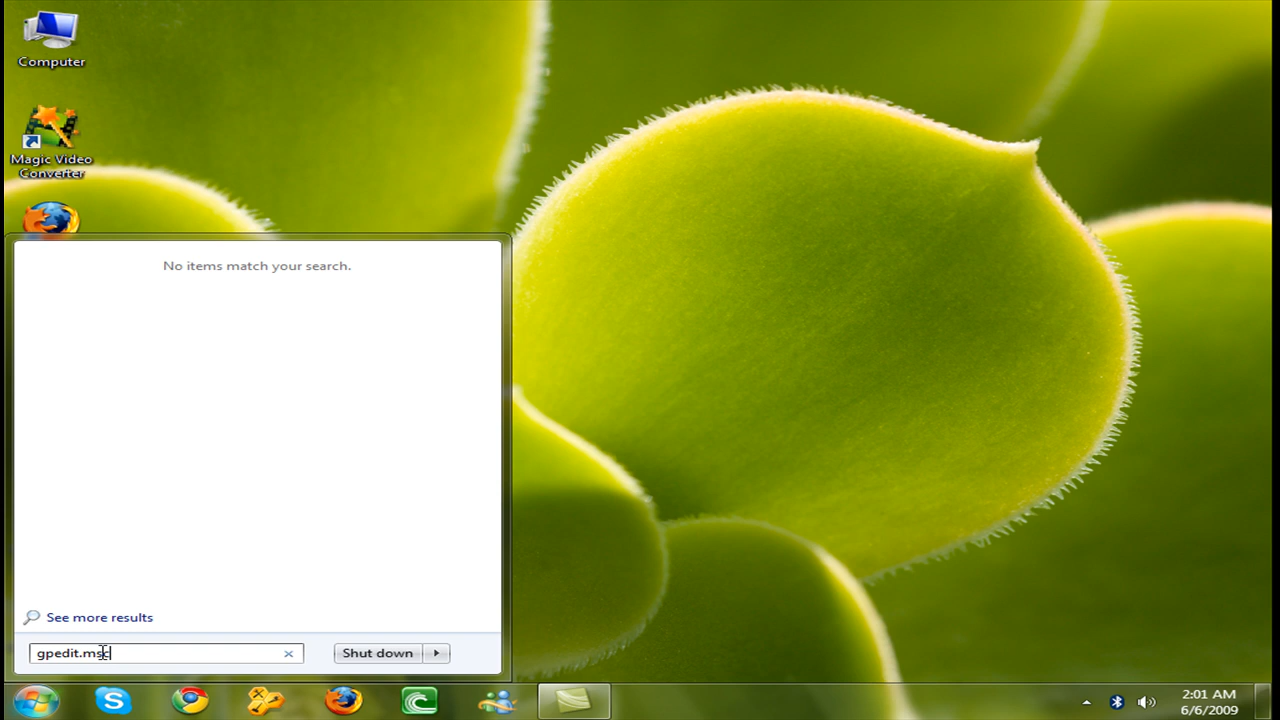 Computer
Magic Video
Converter
No items match your search.
See more results
gpedit.msc
Shut down
2:01 AM
6/6/2009